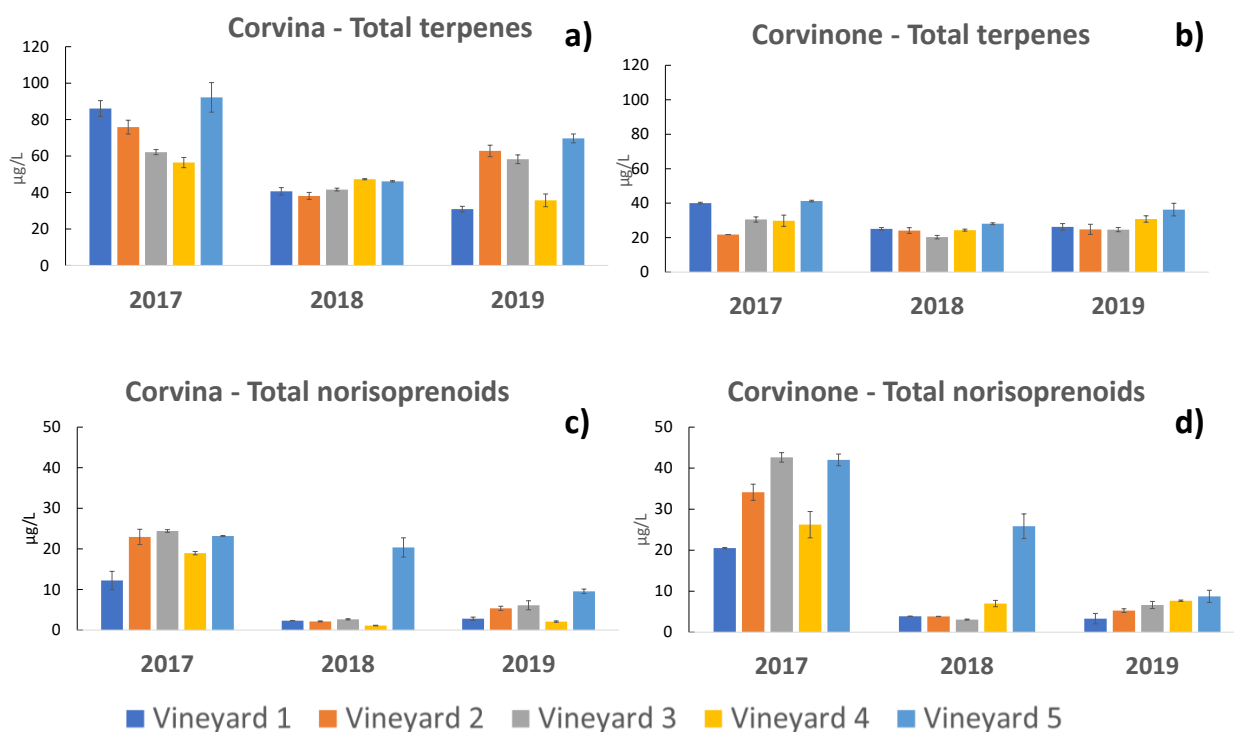 Corvina - Total terpenes
a)
120
100
80
60
40
20
0
µg/L
2017 2018 2019
Corvinone - Total terpenes
b)
120
100
80
60
40
20
0
µg/L
2017 2018 2019
Corvina - Total norisoprenoids
c)
50
40
30
20
10
0
µg/L
2017 2018 2019
Corvinone - Total norisoprenoids
d)
50
40
30
20
10
0
µg/L
2017 2018 2019
Vineyard 1 Vineyard 2 Vineyard 3 Vineyard 4 Vineyard 5